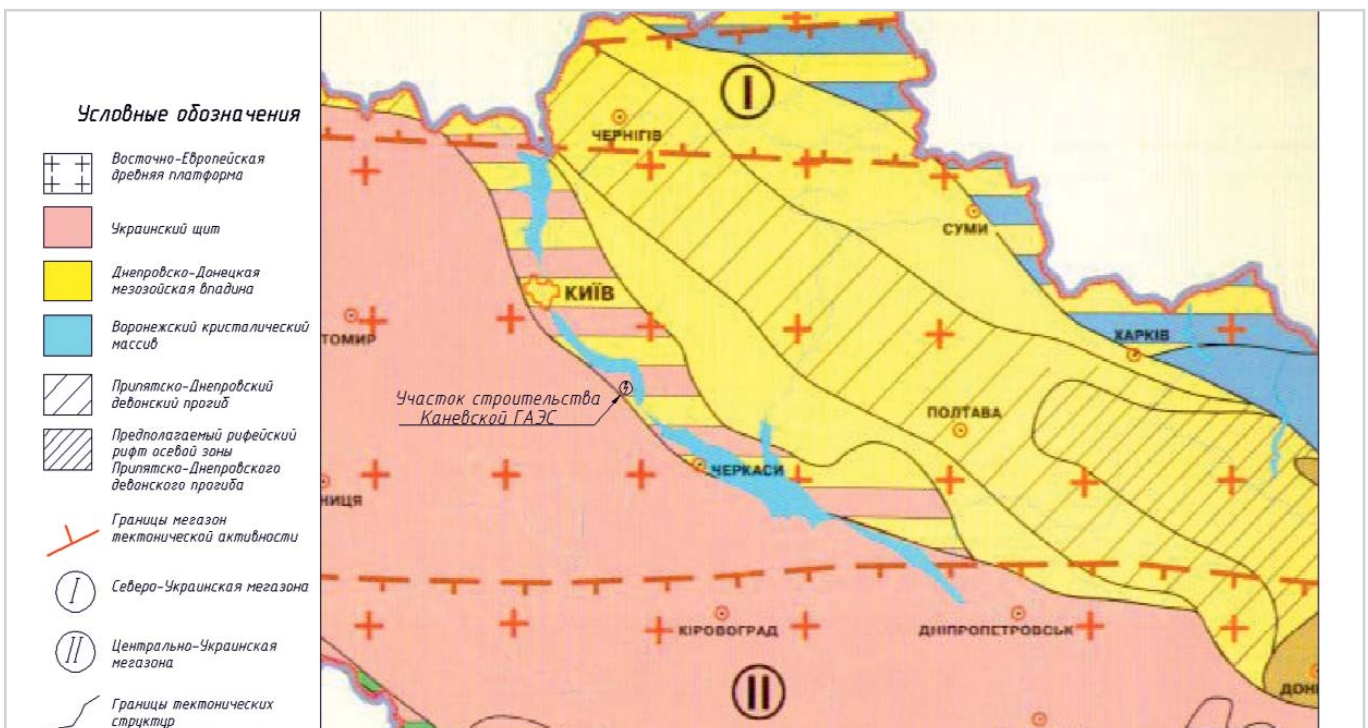 Условные обозначения
Восточно-Европейская
древняя платформа
Украинский щит
Днепровско-Донецкая
мезозойская впадина
Воронежский кристалический
массив
Припятско-Днепровский
девонский прогиб
Предполагаемый рифейский
рифт осевой зоны
Припятско-Днепровского
девонского прогиба
Границы мегазон
тектонической активности
I
Северо-Украинская мегазона
II
Центрально-Украинская
мегазона
Границы тектонических
структур
I
ЧЕРНІГІВ
СУМИ
КИЇВ
ТОМИР
ХАРКІВ
Участок строительства
Каневской ГАЭС
ПОЛТАВА
ЧЕРКАСИ
НИЦЯ
КІРОВОГРАД
ДНІПРОПЕТРОВСЬК
II
ДОН